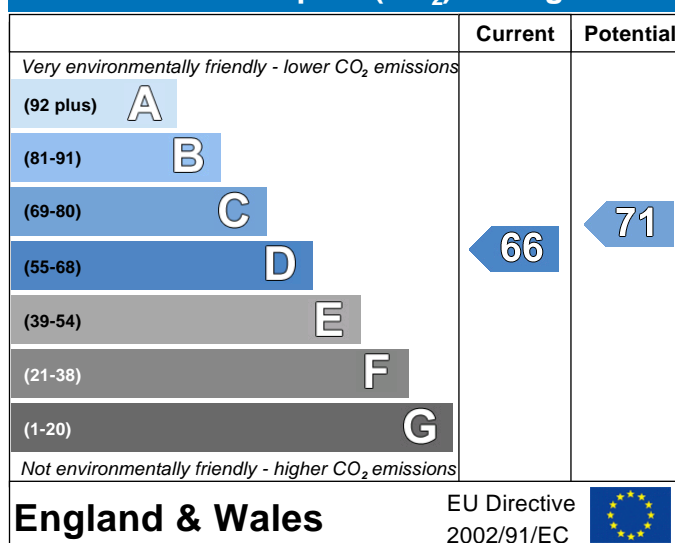 Current Potential
Very environmentally friendly - lower CO₂ emissions
(92 plus) A
(81-91) B
(69-80) C
(55-68) D
(39-54) E
(21-38) F
(1-20) G
66
71
Not environmentally friendly - higher CO₂ emissions
England & Wales
EU Directive
2002/91/EC